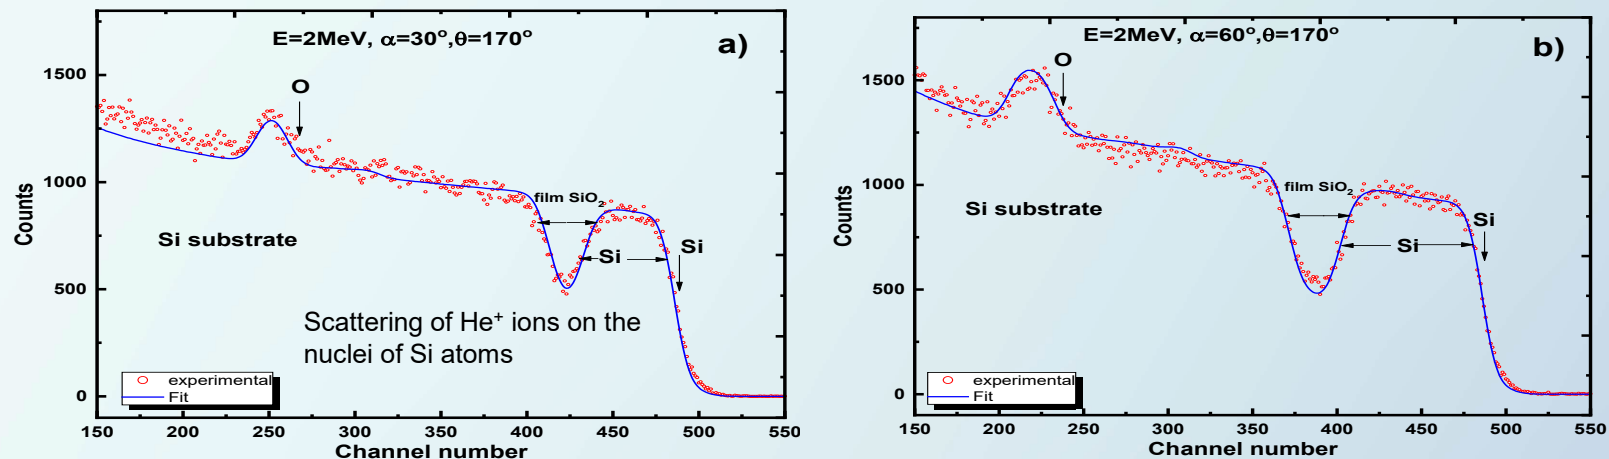 E=2MeV, α=30°,θ=170°
a)
1500
1000
500
0
Counts
O
film SiO₂
Si
Si
Si substrate
Scattering of He⁺ ions on the
nuclei of Si atoms
experimental
Fit
150 200 250 300 350 400 450 500 550
Channel number
E=2MeV, α=60°,θ=170°
b)
1500
1000
500
0
Counts
O
film SiO₂
Si
Si
Si substrate
experimental
Fit
150 200 250 300 350 400 450 500 550
Channel number